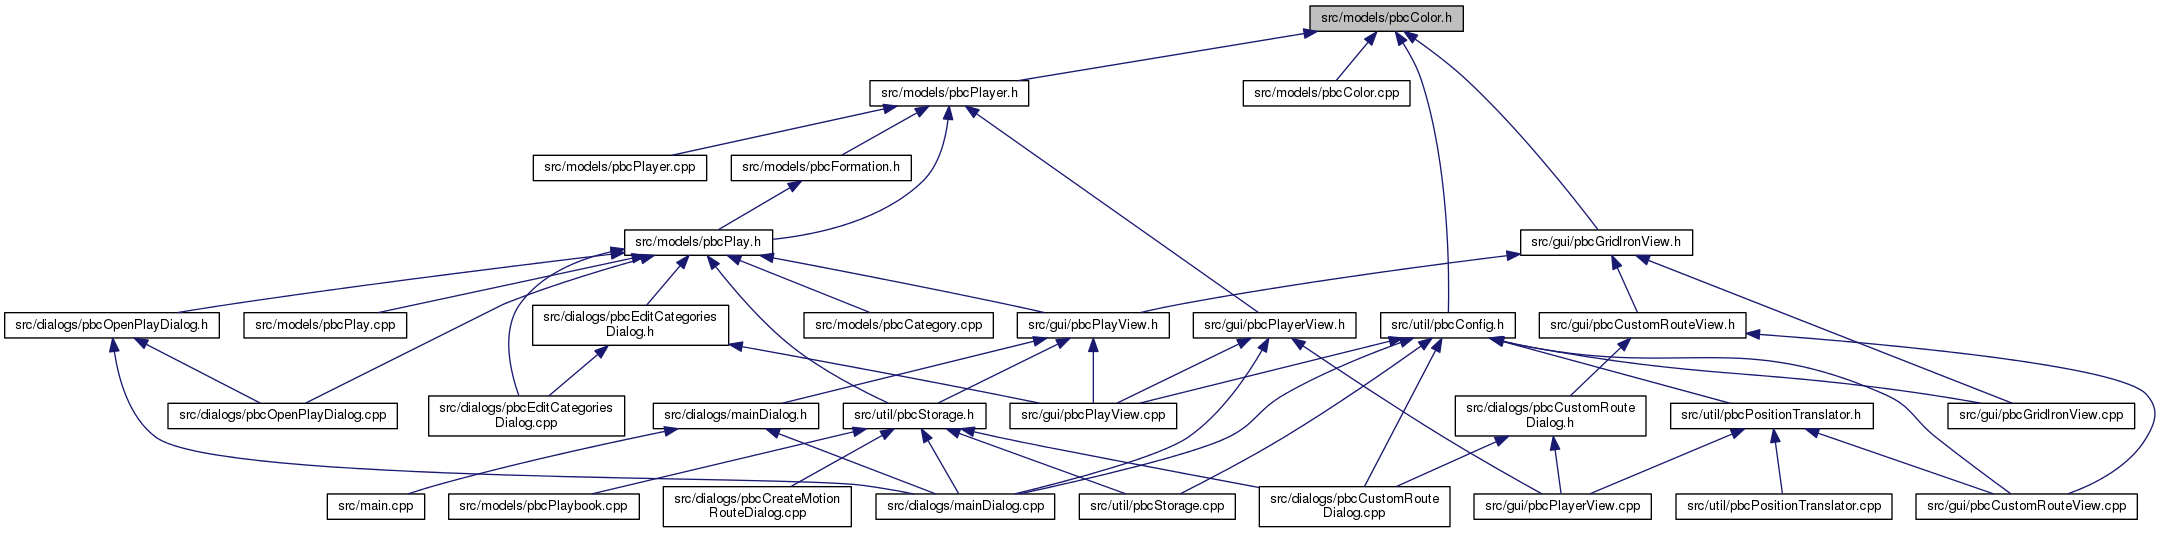 src/models/pbcColor.h
src/models/pbcPlayer.h
src/models/pbcColor.cpp
src/models/pbcPlayer.cpp
src/models/pbcFormation.h
src/models/pbcPlay.h
src/gui/pbcGridIronView.h
src/dialogs/pbcOpenPlayDialog.h
src/models/pbcPlay.cpp
src/dialogs/pbcEditCategories
Dialog.h
src/models/pbcCategory.cpp
src/gui/pbcPlayView.h
src/gui/pbcPlayerView.h
src/util/pbcConfig.h
src/gui/pbcCustomRouteView.h
src/dialogs/pbcOpenPlayDialog.cpp
src/dialogs/pbcEditCategories
Dialog.cpp
src/dialogs/mainDialog.h
src/util/pbcStorage.h
src/gui/pbcPlayView.cpp
src/dialogs/pbcCustomRoute
Dialog.h
src/util/pbcPositionTranslator.h
src/gui/pbcGridIronView.cpp
src/main.cpp
src/models/pbcPlaybook.cpp
src/dialogs/pbcCreateMotion
RouteDialog.cpp
src/dialogs/mainDialog.cpp
src/util/pbcStorage.cpp
src/dialogs/pbcCustomRoute
Dialog.cpp
src/gui/pbcPlayerView.cpp
src/util/pbcPositionTranslator.cpp
src/gui/pbcCustomRouteView.cpp